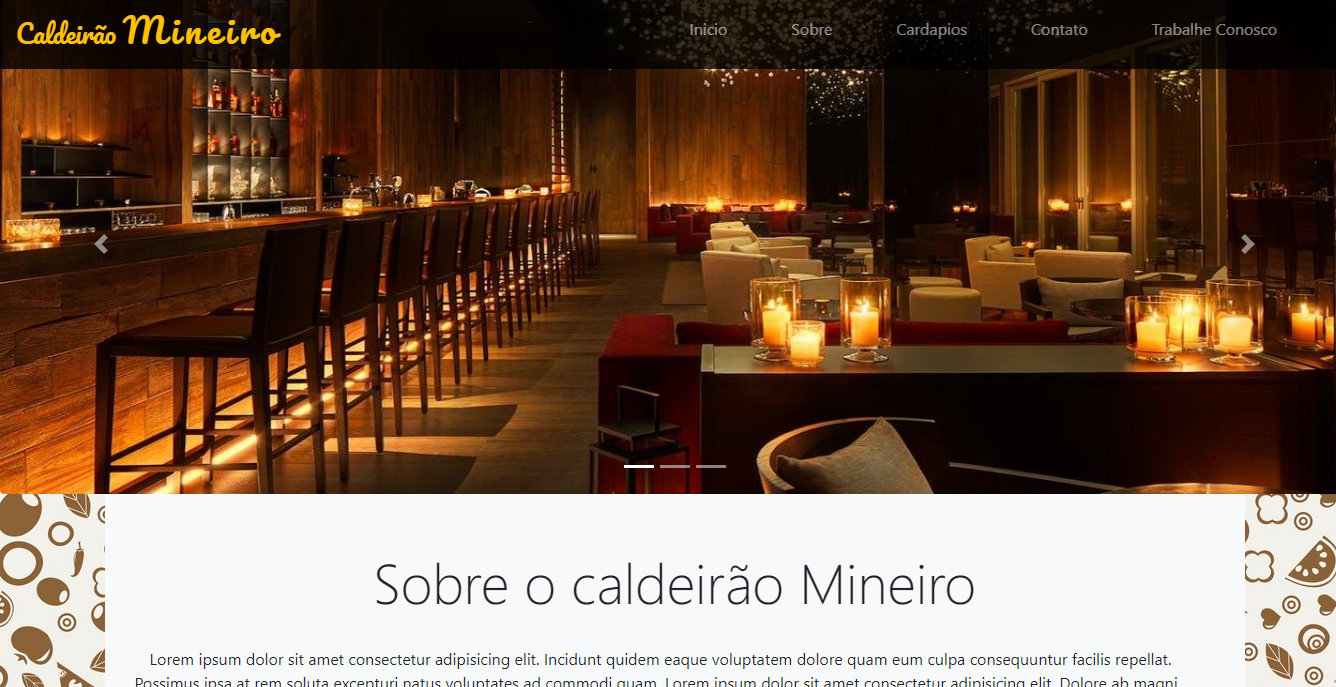 Caldeirão Mineiro
Inicio Sobre Cardapios Contato Trabalhe Conosco
Sobre o caldeirão Mineiro
Lorem ipsum dolor sit amet consectetur adipisicing elit. Incidunt quidem eaque voluptatem dolore quam eum culpa consequuntur facilis repellat.
Possimus ipsa at rem soluta excepturi natus voluptates ad commodi quam. Lorem ipsum dolor sit amet consectetur adipisicing elit. Dolore ab magni